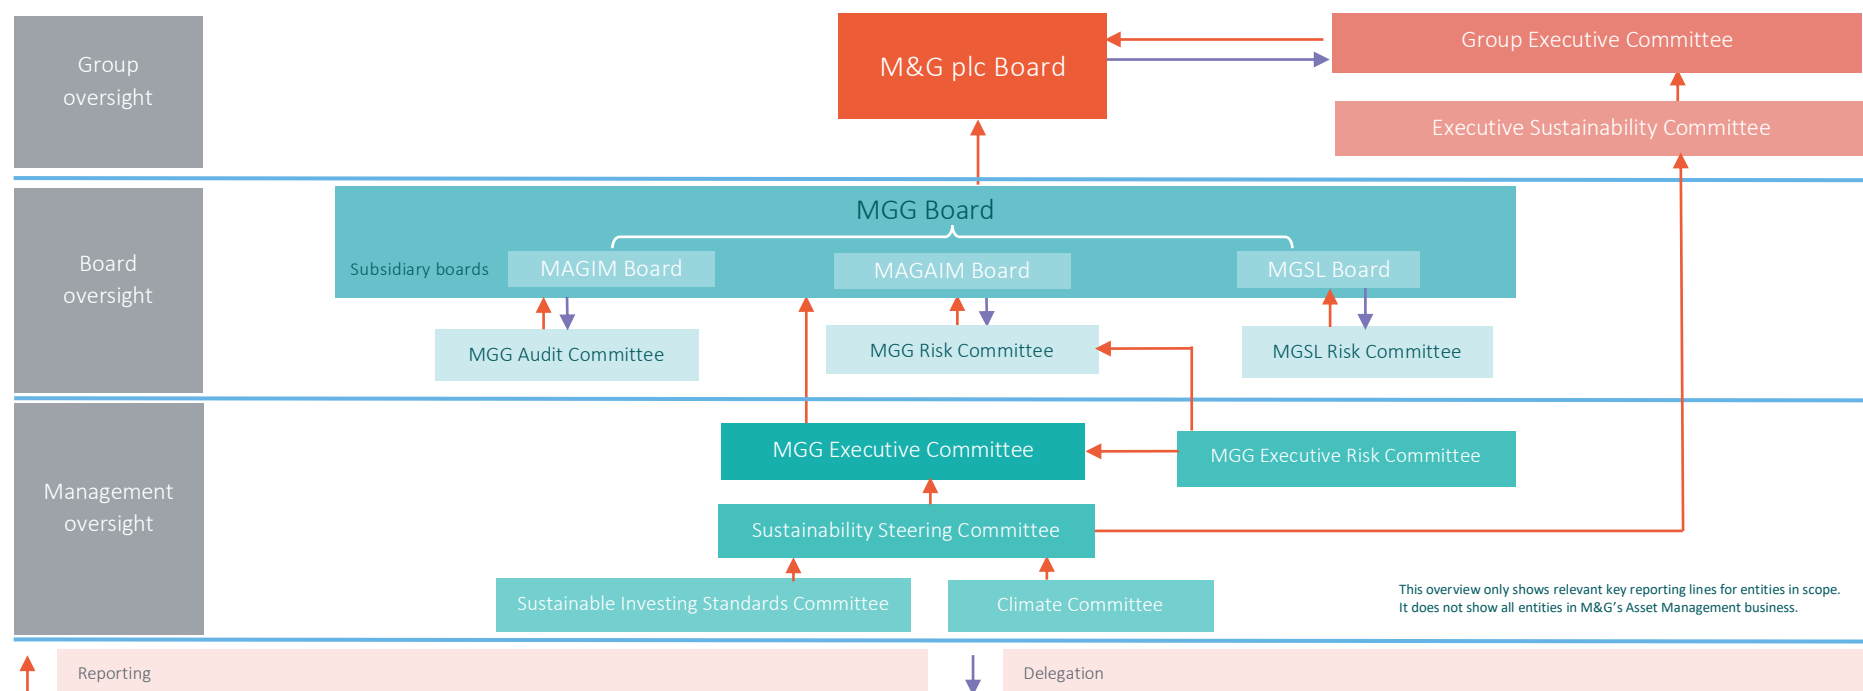 Group
oversight
M&G plc Board
Group Executive Committee
Executive Sustainability Committee
Board
oversight
MGG Board
Subsidiary boards
MAGIM Board
MAGAIM Board
MGSL Board
MGG Audit Committee
MGG Risk Committee
MGSL Risk Committee
Management
oversight
MGG Executive Committee
MGG Executive Risk Committee
Sustainability Steering Committee
Sustainable Investing Standards Committee
Climate Committee
This overview only shows relevant key reporting lines for entities in scope.
It does not show all entities in M&G’s Asset Management business.
Reporting
Delegation